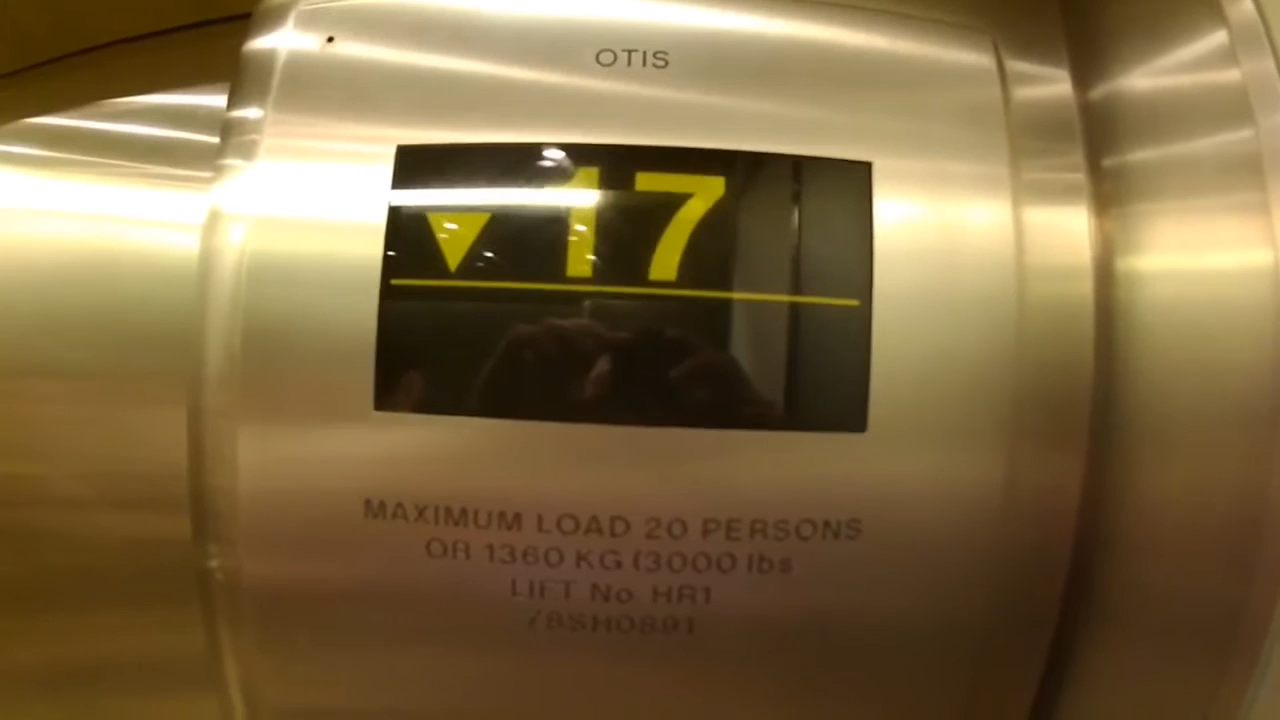 OTIS
17
MAXIMUM LOAD 20 PERSONS
OR 1360 KG (3000 lbs
LIFT No. HR1